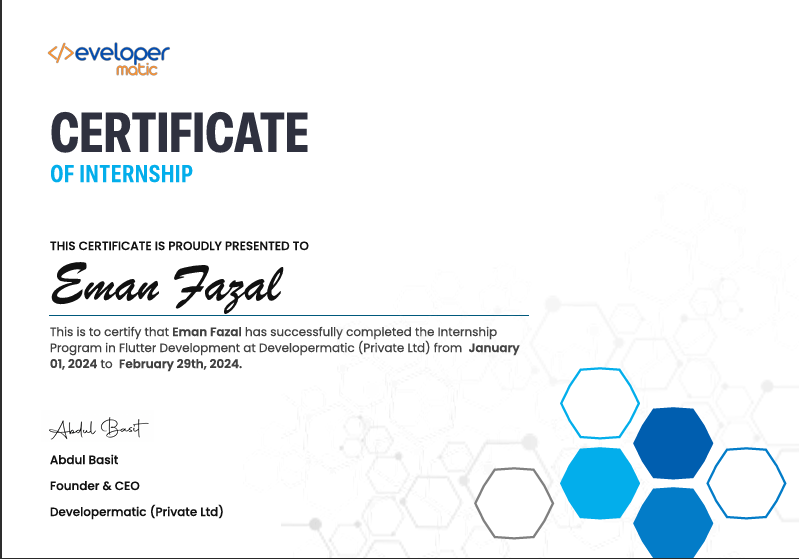 </>eveloper
matic
CERTIFICATE
OF INTERNSHIP
THIS CERTIFICATE IS PROUDLY PRESENTED TO
Eman Fazal
This is to certify that Eman Fazal has successfully completed the Internship
Program in Flutter Development at Developermatic (Private Ltd) from January
01, 2024 to February 29th, 2024.
Abdul Basit
Abdul Basit
Founder & CEO
Developermatic (Private Ltd)